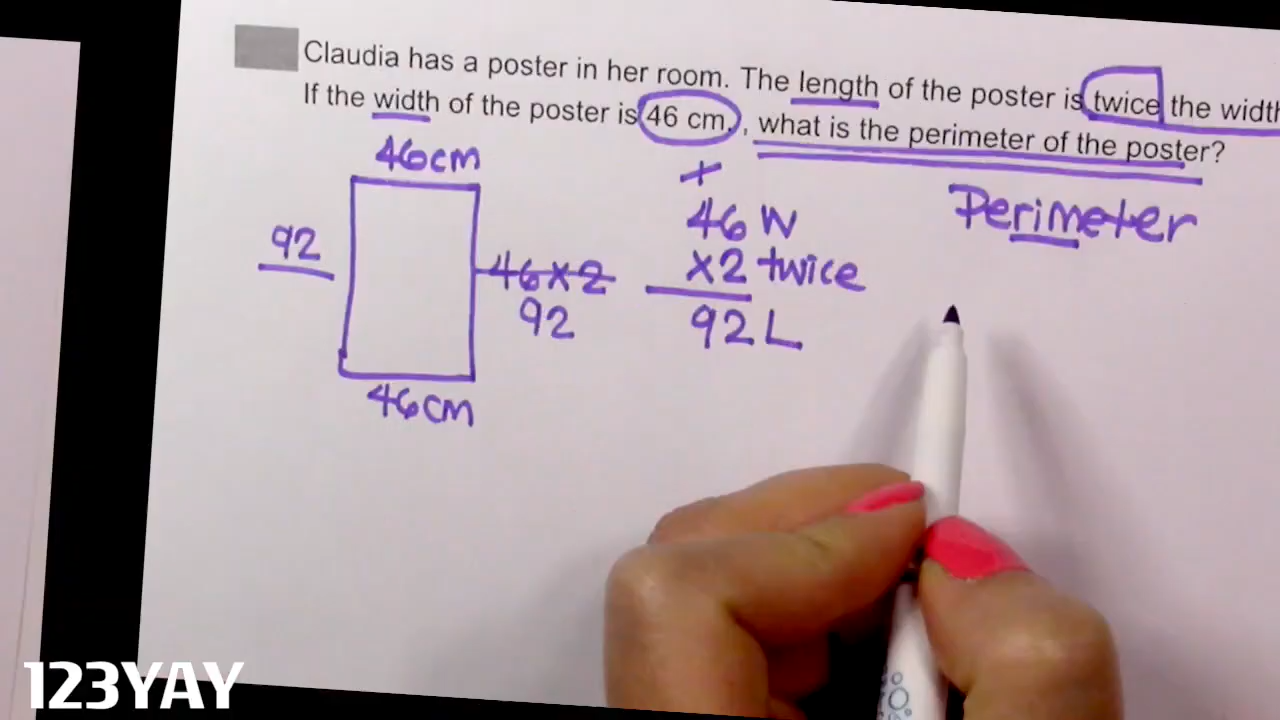 Claudia has a poster in her room. The length of the poster is twice the width
If the width of the poster is 46 cm., what is the perimeter of the poster?
46cm
+
Perimeter
46 W
92
x2 twice
46x2
92
92 L
46cm
123YAY